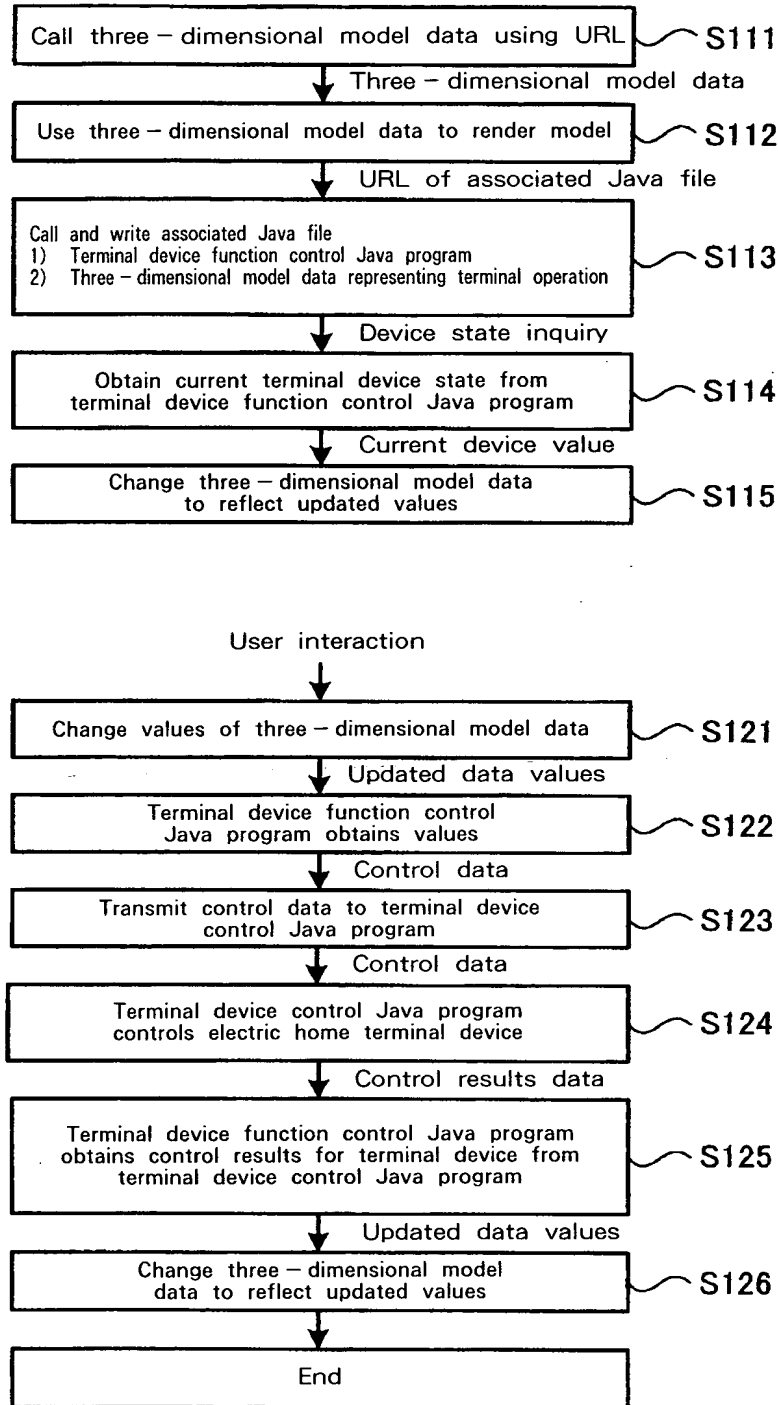 Call three-dimensional model data using URL
S111
Three-dimensional model data
Use three-dimensional model data to render model
S112
URL of associated Java file
Call and write associated Java file
1) Terminal device function control Java program
2) Three-dimensional model data representing terminal operation
S113
Device state inquiry
Obtain current terminal device state from
terminal device function control Java program
S114
Current device value
Change three-dimensional model data
to reflect updated values
S115
User interaction
Change values of three-dimensional model data
S121
Updated data values
Terminal device function control
Java program obtains values
S122
Control data
Transmit control data to terminal device
control Java program
S123
Control data
Terminal device control Java program
controls electric home terminal device
S124
Control results data
Terminal device function control Java program
obtains control results for terminal device from
terminal device control Java program
S125
Updated data values
Change three-dimensional model
data to reflect updated values
S126
End